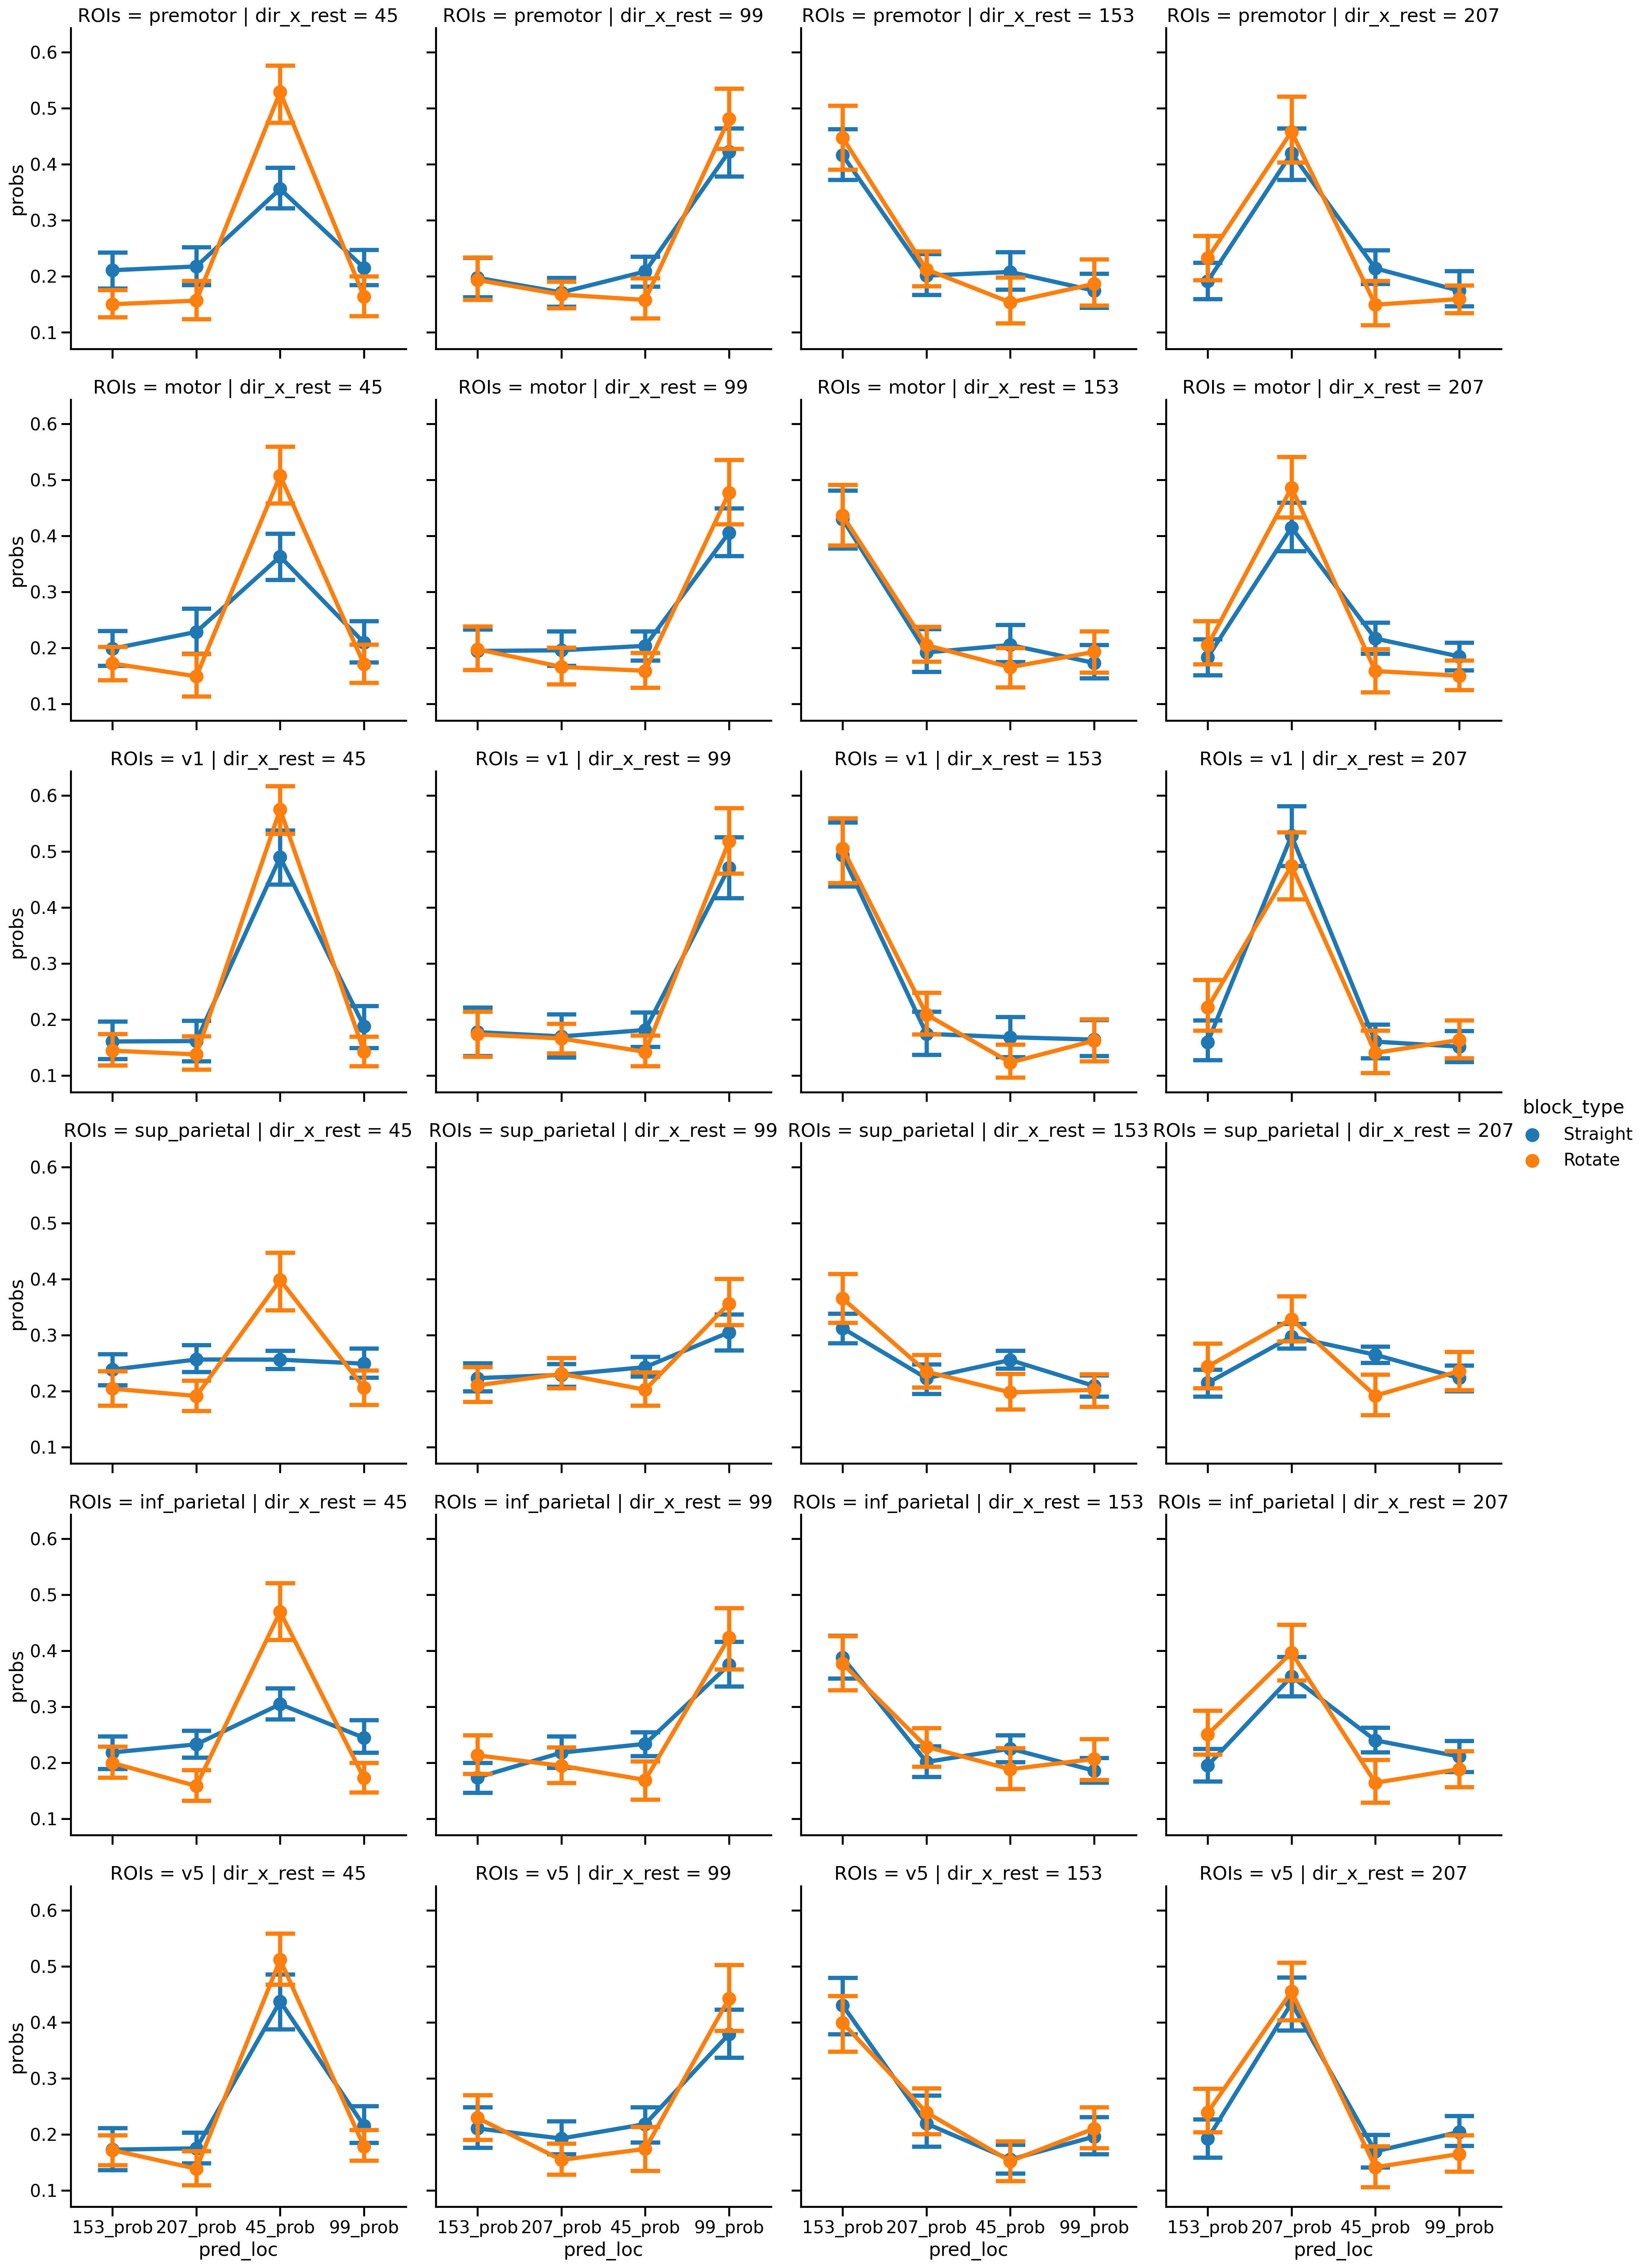 ROIs = premotor | dir_x_rest = 45
ROIs = premotor | dir_x_rest = 99
ROIs = premotor | dir_x_rest = 153
ROIs = premotor | dir_x_rest = 207
0.6
0.5
0.4
0.3
0.2
0.1
probs
ROIs = motor | dir_x_rest = 45
ROIs = motor | dir_x_rest = 99
ROIs = motor | dir_x_rest = 153
ROIs = motor | dir_x_rest = 207
0.6
0.5
0.4
0.3
0.2
0.1
probs
ROIs = v1 | dir_x_rest = 45
ROIs = v1 | dir_x_rest = 99
ROIs = v1 | dir_x_rest = 153
ROIs = v1 | dir_x_rest = 207
0.6
0.5
0.4
0.3
0.2
0.1
probs
block_type
Straight
Rotate
ROIs = sup_parietal | dir_x_rest = 45
ROIs = sup_parietal | dir_x_rest = 99
ROIs = sup_parietal | dir_x_rest = 153
ROIs = sup_parietal | dir_x_rest = 207
0.6
0.5
0.4
0.3
0.2
0.1
probs
ROIs = inf_parietal | dir_x_rest = 45
ROIs = inf_parietal | dir_x_rest = 99
ROIs = inf_parietal | dir_x_rest = 153
ROIs = inf_parietal | dir_x_rest = 207
0.6
0.5
0.4
0.3
0.2
0.1
probs
ROIs = v5 | dir_x_rest = 45
ROIs = v5 | dir_x_rest = 99
ROIs = v5 | dir_x_rest = 153
ROIs = v5 | dir_x_rest = 207
0.6
0.5
0.4
0.3
0.2
0.1
probs
153_prob 207_prob 45_prob 99_prob
pred_loc
153_prob 207_prob 45_prob 99_prob
pred_loc
153_prob 207_prob 45_prob 99_prob
pred_loc
153_prob 207_prob 45_prob 99_prob
pred_loc